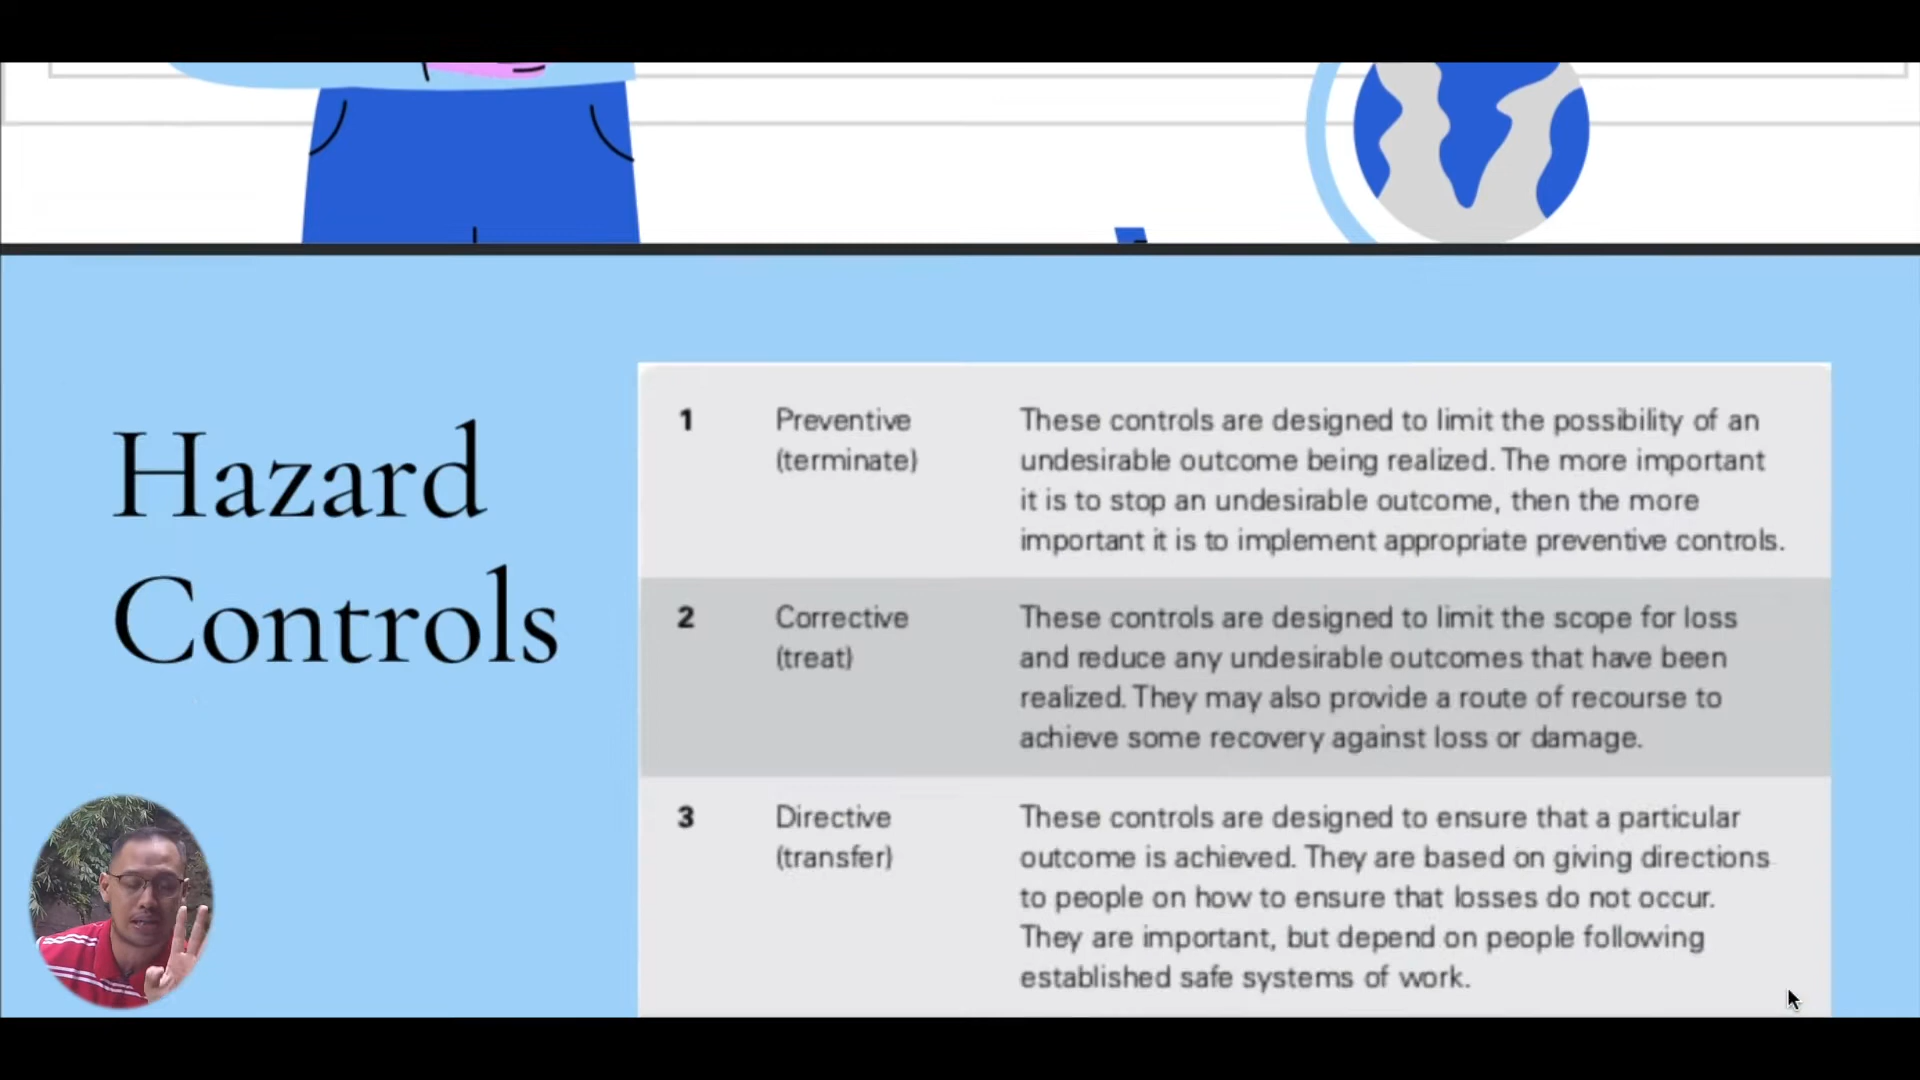 Hazard
Controls
1 Preventive These controls are designed to limit the possibility of an
(terminate) undesirable outcome being realized. The more important
it is to stop an undesirable outcome, then the more
important it is to implement appropriate preventive controls.
2 Corrective These controls are designed to limit the scope for loss
(treat) and reduce any undesirable outcomes that have been
realized. They may also provide a route of recourse to
achieve some recovery against loss or damage.
3 Directive These controls are designed to ensure that a particular
(transfer) outcome is achieved. They are based on giving directions
to people on how to ensure that losses do not occur.
They are important, but depend on people following
established safe systems of work.